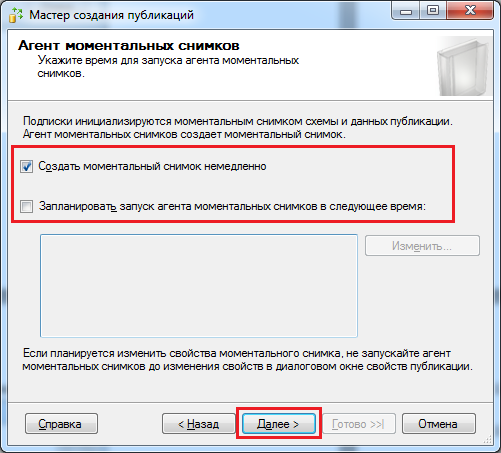 Мастер создания публикаций
Агент моментальных снимков
Укажите время для запуска агента моментальных
снимков.
Подписки инициализируются моментальным снимком схемы и данных публикации.
Агент моментальных снимков создает моментальный снимок.
Создать моментальный снимок немедленно
Запланировать запуск агента моментальных снимков в следующее время:
Изменить...
Если планируется изменить свойства моментального снимка, не запускайте агент
моментальных снимков до изменения свойств в диалоговом окне свойств публикации.
Справка
< Назад
Далее >
Готово >>|
Отмена